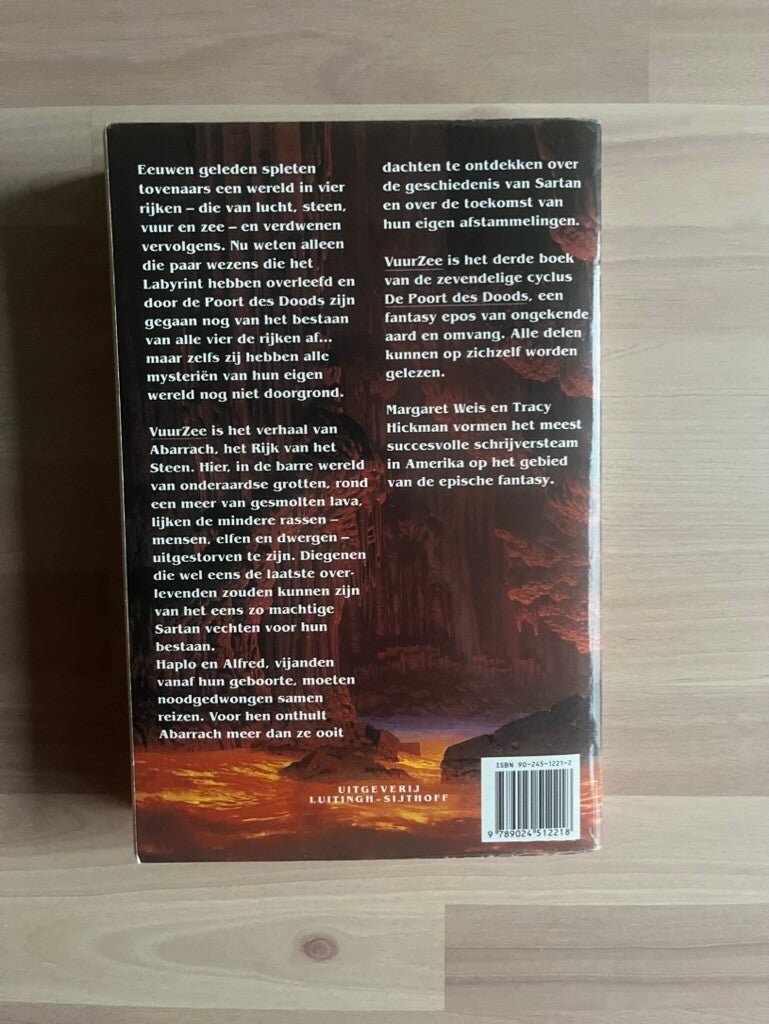 Eeuwen geleden spleten
tovenaars een wereld in vier
rijken – die van lucht, steen,
vuur en zee – en verdwenen
vervolgens. Nu weten alleen
die paar wezens die het
Labyrint hebben overleefd en
door de Poort des Doods zijn
gegaan nog van het bestaan
van alle vier de rijken af...
maar zelfs zij hebben alle
mysteriën van hun eigen
wereld nog niet doorgrond.
VuurZee is het verhaal van
Abarrach, het Rijk van het
Steen. Hier, in de barre wereld
van onderaardse grotten, rond
een meer van gesmolten lava,
lijken de mindere rassen –
mensen, elfen en dwergen –
uitgestorven te zijn. Diegenen
die wel eens de laatste over-
levenden zouden kunnen zijn
van het eens zo machtige
Sartan vechten voor hun
bestaan.
Haplo en Alfred, vijanden
vanaf hun geboorte, moeten
noodgedwongen samen
reizen. Voor hen onthult
Abarrach meer dan ze ooit
dachten te ontdekken over
de geschiedenis van Sartan
en over de toekomst van
hun eigen afstammelingen.
VuurZee is het derde boek
van de zevendelige cyclus
De Poort des Doods, een
fantasy epos van ongekende
aard en omvang. Alle delen
kunnen op zichzelf worden
gelezen.
Margaret Weis en Tracy
Hickman vormen het meest
succesvolle schrijversteam
in Amerika op het gebied
van de epische fantasy.
UITGEVERIJ
LUITINGH-SIJTHOFF
ISBN 90-245-1221-2
9 789024 512218